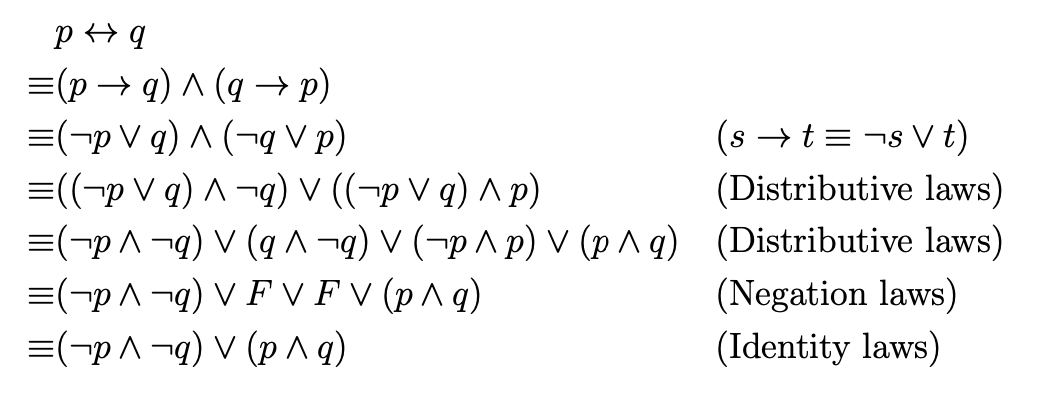 p ↔ q
≡(p → q) ∧ (q → p)
≡(¬p ∨ q) ∧ (¬q ∨ p) (s → t ≡ ¬s ∨ t)
≡((¬p ∨ q) ∧ ¬q) ∨ ((¬p ∨ q) ∧ p) (Distributive laws)
≡(¬p ∧ ¬q) ∨ (q ∧ ¬q) ∨ (¬p ∧ p) ∨ (p ∧ q) (Distributive laws)
≡(¬p ∧ ¬q) ∨ F ∨ F ∨ (p ∧ q) (Negation laws)
≡(¬p ∧ ¬q) ∨ (p ∧ q) (Identity laws)